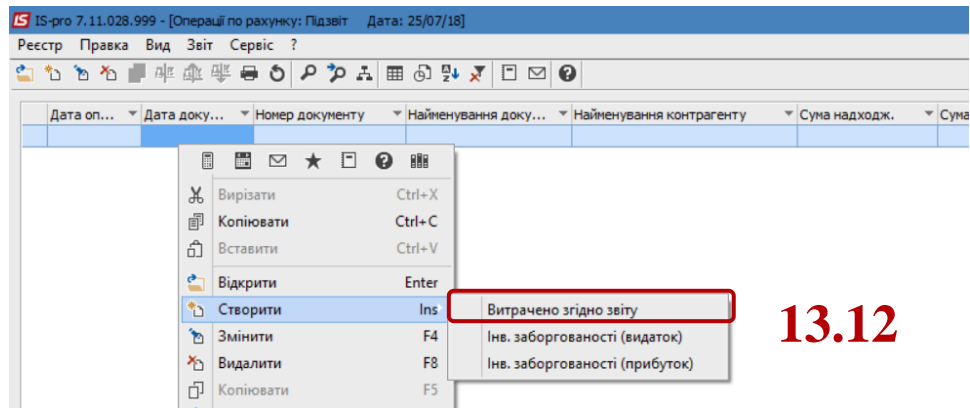 IS-pro 7.11.028.999 - [Операції по рахунку: Підзвіт Дата: 25/07/18]
Реєстр Правка Вид Звіт Сервіс ?
Дата оп... Дата доку... Номер документу Найменування доку... Найменування контрагенту Сума надходж. Сума
Вирізати Ctrl+X
Копіювати Ctrl+C
Вставити Ctrl+V
Відкрити Enter
Створити Ins Витрачено згідно звіту
13.12
Змінити F4 Інв. заборгованості (видаток)
Видалити F8 Інв. заборгованості (прибуток)
Копіювати F5